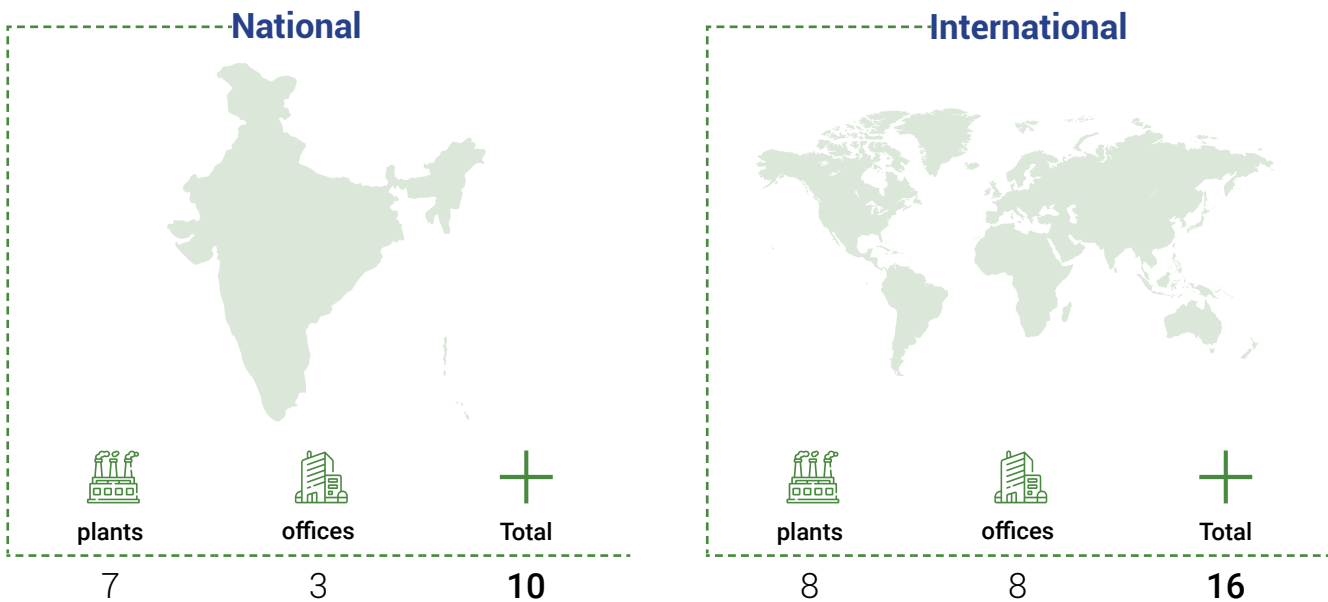 National
plants
offices
Total
7
3
10
International
plants
offices
Total
8
8
16